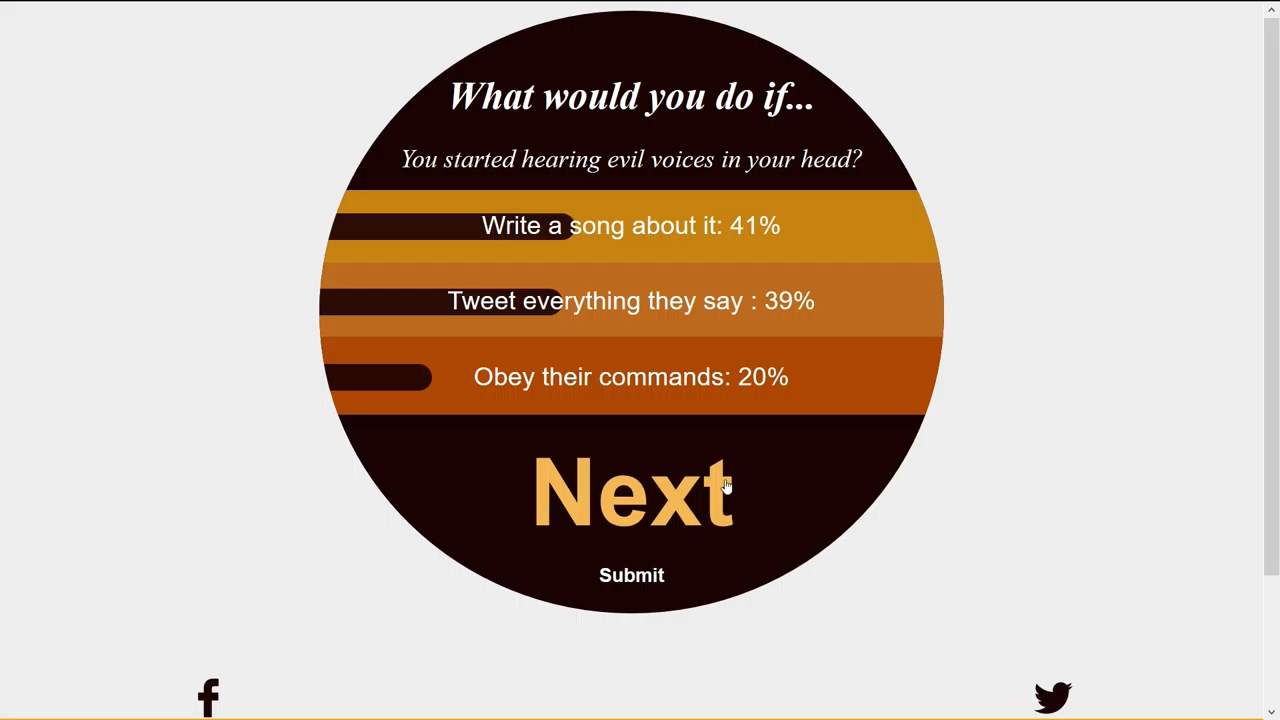 What would you do if...
You started hearing evil voices in your head?
Write a song about it: 41%
Tweet everything they say : 39%
Obey their commands: 20%
Next
Submit